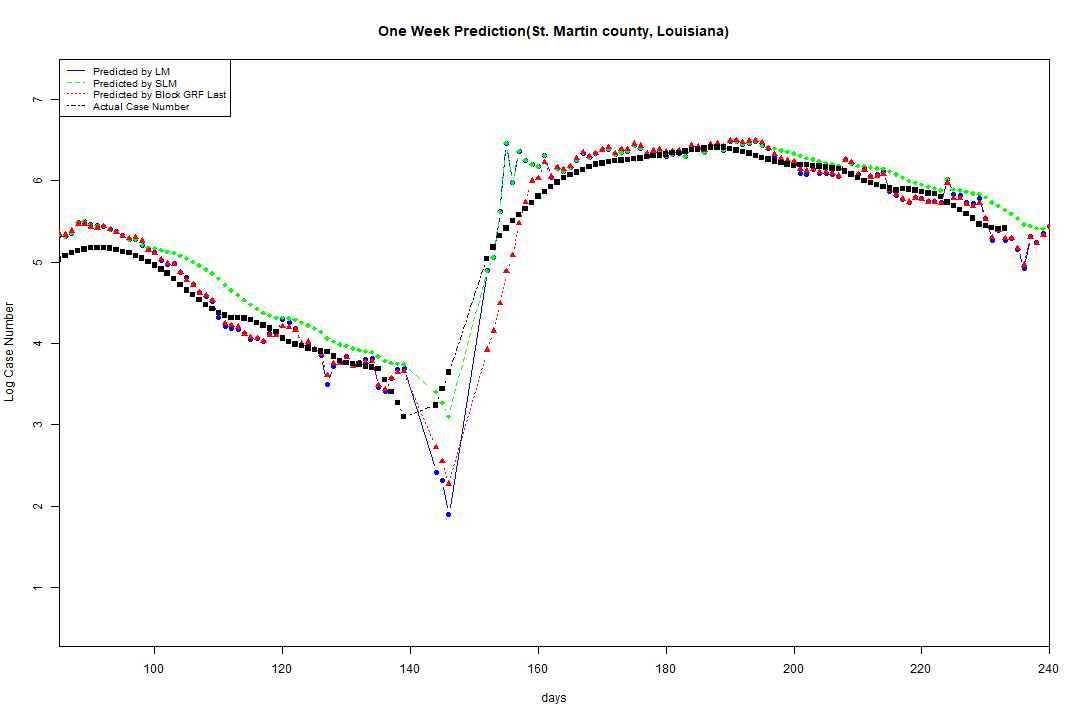 One Week Prediction(St. Martin county, Louisiana)
Predicted by LM
Predicted by SLM
Predicted by Block GRF Last
Actual Case Number
7
6
5
4
3
2
1
Log Case Number
100 120 140 160 180 200 220 240
days